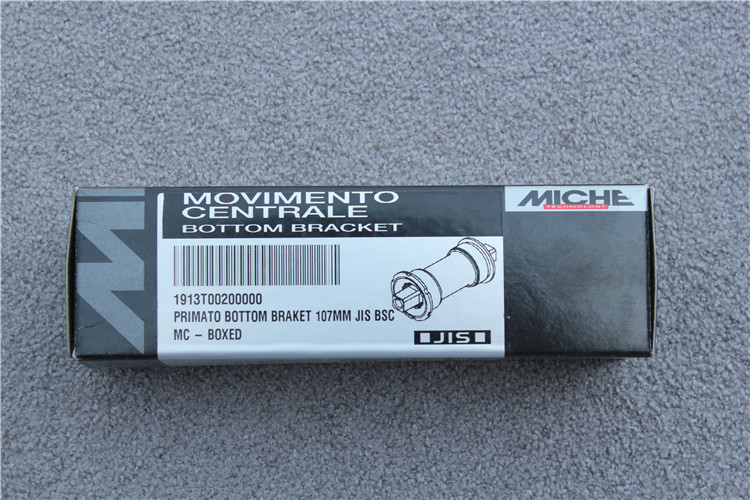 MOVIMENTO
CENTRALE
BOTTOM BRACKET
MICHE
TECHNOLOGY
1913T00200000
PRIMATO BOTTOM BRAKET 107MM JIS BSC
MC - BOXED
JIS